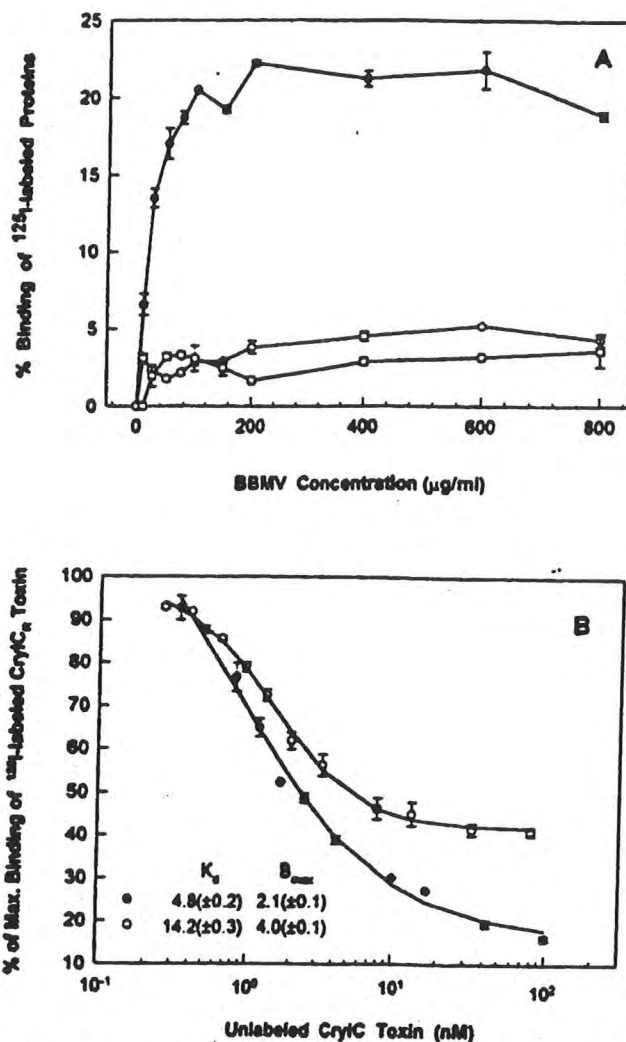 A
25
20
15
10
5
0
% Binding of 125I-labeled Proteins
0 200 400 600 800
BBMV Concentration (µg/ml)
B
100
90
80
70
60
50
40
30
20
10
% of Max. Binding of 125I-labeled CryIC_R Toxin
K_d B_max
● 4.8(±0.2) 2.1(±0.1)
○ 14.2(±0.3) 4.0(±0.1)
10⁻¹ 10⁰ 10¹ 10²
Unlabeled CryIC Toxin (nM)